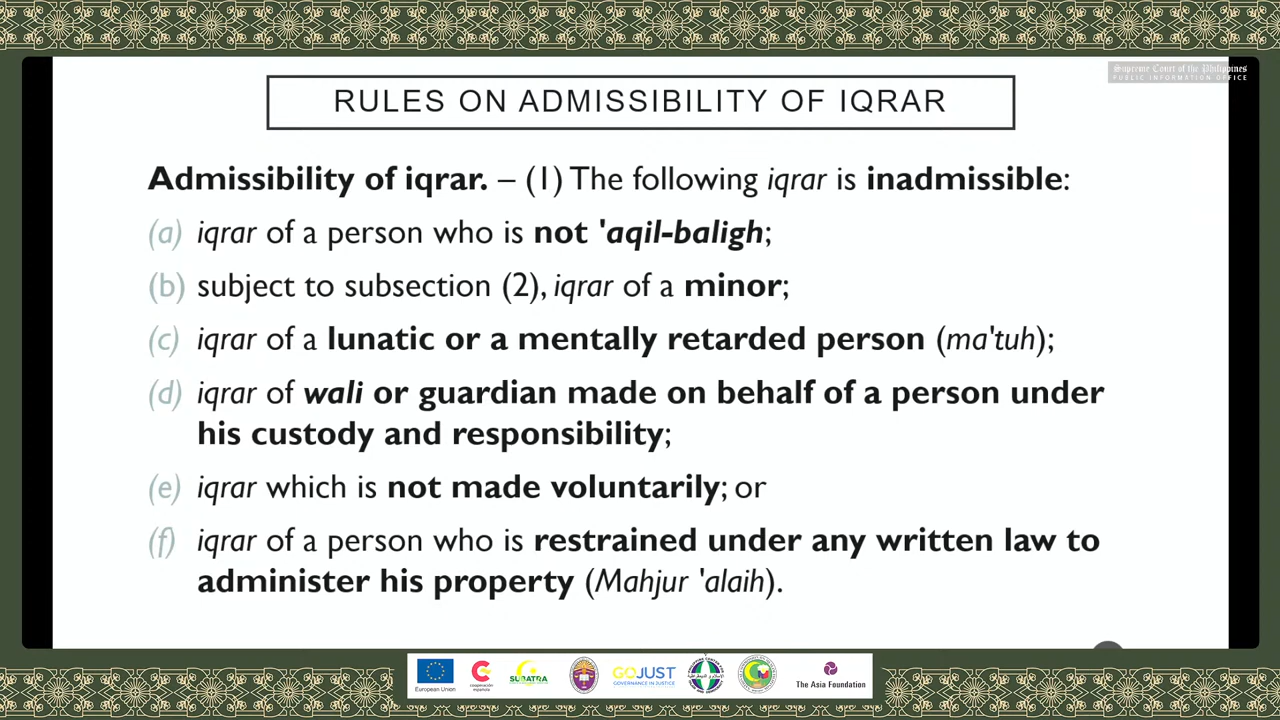 Supreme Court of the Philippines
PUBLIC INFORMATION OFFICE
RULES ON ADMISSIBILITY OF IQRAR
Admissibility of iqrar. – (1) The following iqrar is inadmissible:
(a) iqrar of a person who is not 'aqil-baligh;
(b) subject to subsection (2), iqrar of a minor;
(c) iqrar of a lunatic or a mentally retarded person (ma'tuh);
(d) iqrar of wali or guardian made on behalf of a person under
his custody and responsibility;
(e) iqrar which is not made voluntarily; or
(f) iqrar of a person who is restrained under any written law to
administer his property (Mahjur 'alaih).
European Union
cooperación
española
SUBATRA
GOJUST
GOVERNANCE IN JUSTICE
The Asia Foundation